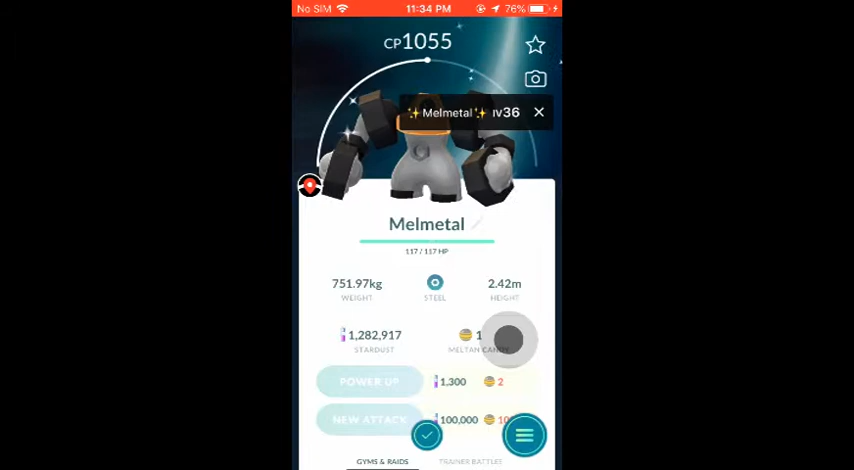 No SIM 11:34 PM 76%
CP1055
✨Melmetal✨ IV36 ✕
Melmetal
117 / 117 HP
751.97kg 2.42m
WEIGHT STEEL HEIGHT
1,282,917 1
STARDUST MELTAN CANDY
POWER UP 1,300 2
NEW ATTACK 100,000
GYMS & RAIDS TRAINER BATTLES